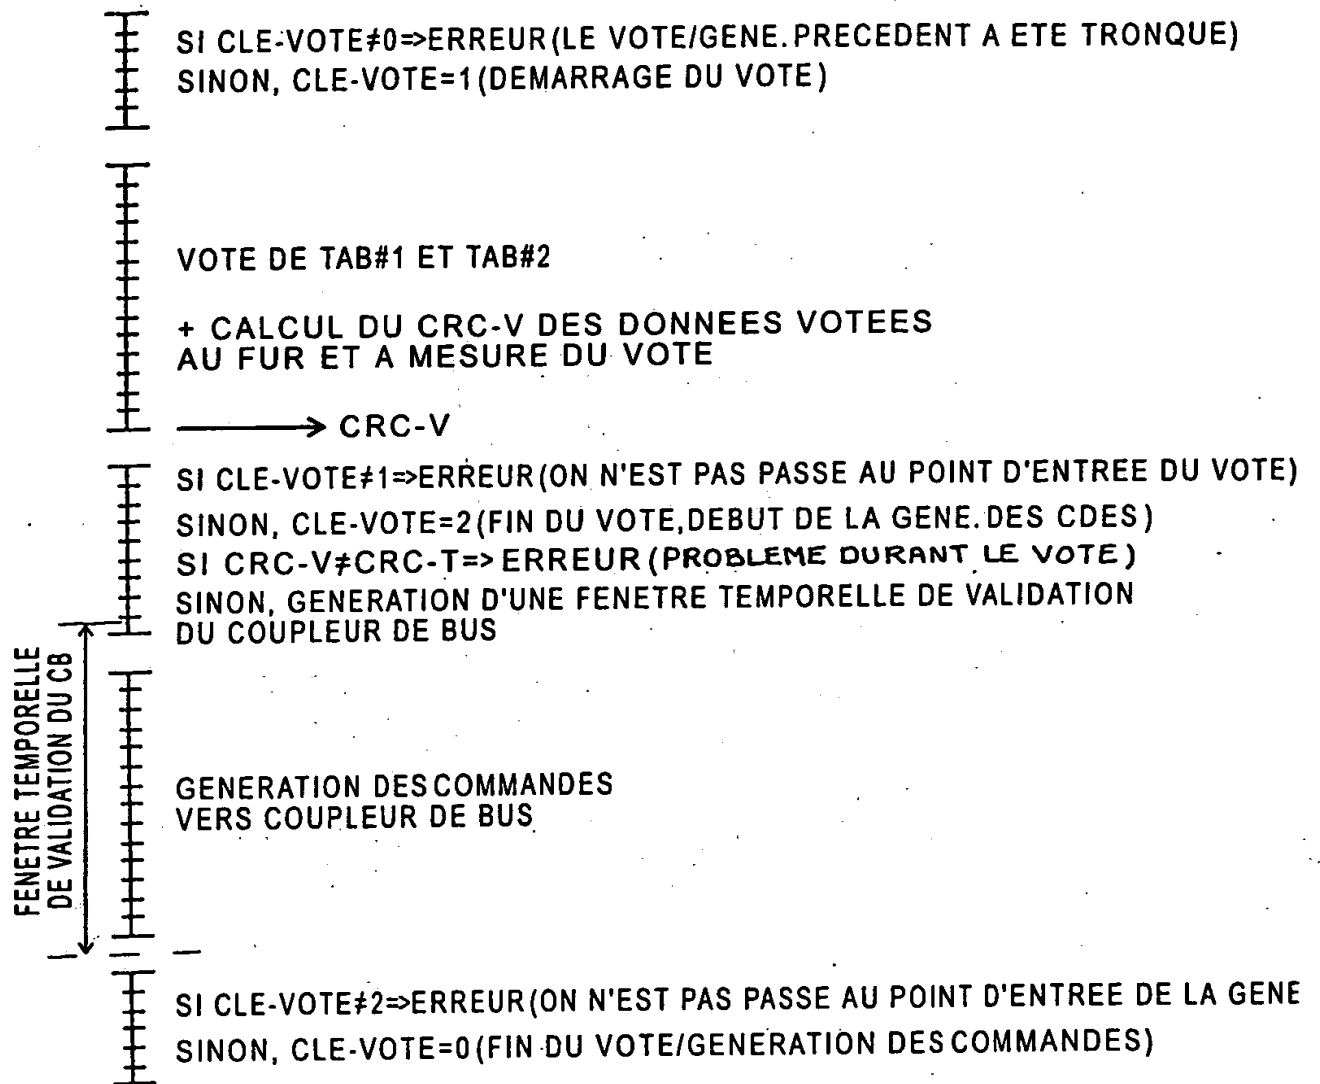 SI CLE-VOTE≠0=>ERREUR(LE VOTE/GENE.PRECEDENT A ETE TRONQUE)
SINON, CLE-VOTE=1(DEMARRAGE DU VOTE)
VOTE DE TAB#1 ET TAB#2
+ CALCUL DU CRC-V DES DONNEES VOTEES
AU FUR ET A MESURE DU VOTE
CRC-V
SI CLE-VOTE≠1=>ERREUR(ON N'EST PAS PASSE AU POINT D'ENTREE DU VOTE)
SINON, CLE-VOTE=2(FIN DU VOTE,DEBUT DE LA GENE.DES CDES)
SI CRC-V≠CRC-T=>ERREUR(PROBLEME DURANT LE VOTE)
SINON, GENERATION D'UNE FENETRE TEMPORELLE DE VALIDATION
DU COUPLEUR DE BUS
FENETRE TEMPORELLE
DE VALIDATION DU CB
GENERATION DES COMMANDES
VERS COUPLEUR DE BUS
SI CLE-VOTE≠2=>ERREUR(ON N'EST PAS PASSE AU POINT D'ENTREE DE LA GENE
SINON, CLE-VOTE=0(FIN DU VOTE/GENERATION DES COMMANDES)